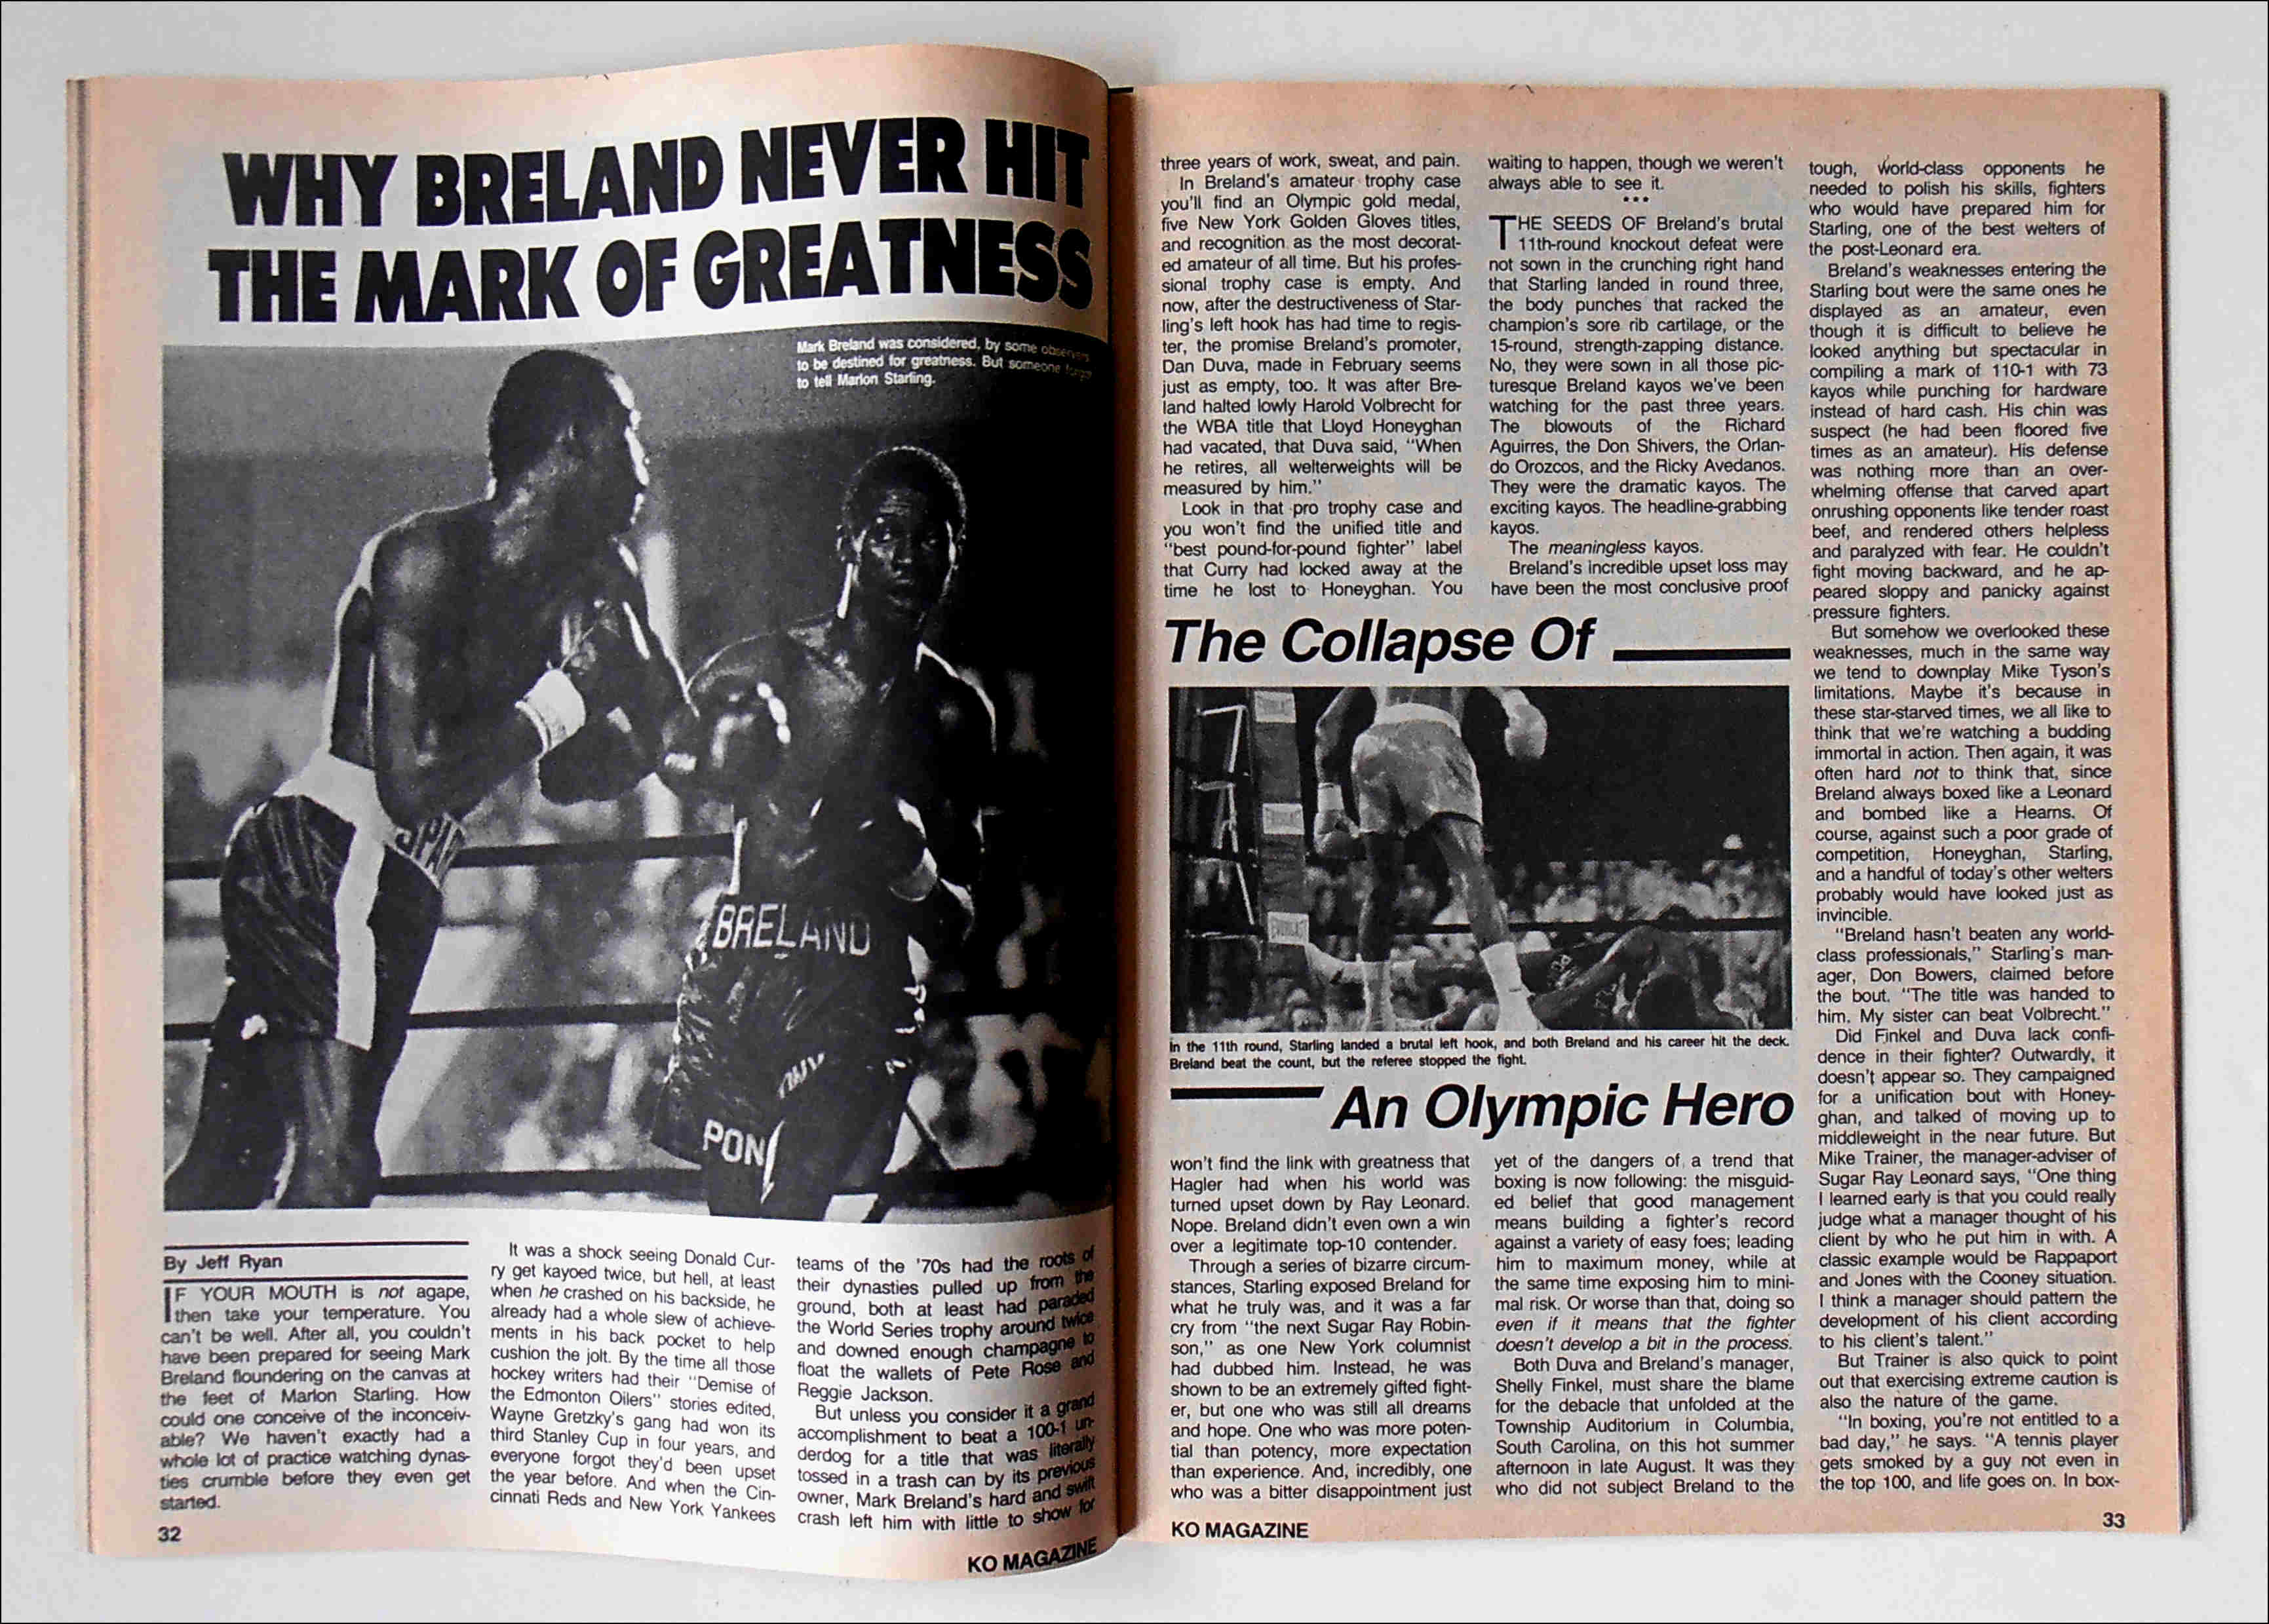 WHY BRELAND NEVER HIT
THE MARK OF GREATNESS
Mark Breland was considered, by some observers
to be destined for greatness. But someone forgot
to tell Marlon Starling.
SPAL
BRELAND
PONY
By Jeff Ryan
IF YOUR MOUTH is not agape,
then take your temperature. You
can't be well. After all, you couldn't
have been prepared for seeing Mark
Breland floundering on the canvas at
the feet of Marlon Starling. How
could one conceive of the inconceiv-
able? We haven't exactly had a
whole lot of practice watching dynas-
ties crumble before they even get
started.
It was a shock seeing Donald Cur-
ry get kayoed twice, but hell, at least
when he crashed on his backside, he
already had a whole slew of achieve-
ments in his back pocket to help
cushion the jolt. By the time all those
hockey writers had their "Demise of
the Edmonton Oilers" stories edited,
Wayne Gretzky's gang had won its
third Stanley Cup in four years, and
everyone forgot they'd been upset
the year before. And when the Cin-
cinnati Reds and New York Yankees
teams of the '70s had the roots of
their dynasties pulled up from the
ground, both at least had paraded
the World Series trophy around twice
and downed enough champagne to
float the wallets of Pete Rose and
Reggie Jackson.
But unless you consider it a grand
accomplishment to beat a 100-1 un-
derdog for a title that was literally
tossed in a trash can by its previous
owner, Mark Breland's hard and swift
crash left him with little to show for
32
KO MAGAZINE
three years of work, sweat, and pain.
In Breland's amateur trophy case
you'll find an Olympic gold medal,
five New York Golden Gloves titles,
and recognition as the most decorat-
ed amateur of all time. But his profes-
sional trophy case is empty. And
now, after the destructiveness of Star-
ling's left hook has had time to regis-
ter, the promise Breland's promoter,
Dan Duva, made in February seems
just as empty, too. It was after Bre-
land halted lowly Harold Volbrecht for
the WBA title that Lloyd Honeyghan
had vacated, that Duva said, "When
he retires, all welterweights will be
measured by him."
Look in that pro trophy case and
you won't find the unified title and
"best pound-for-pound fighter" label
that Curry had locked away at the
time he lost to Honeyghan. You
The Collapse Of
EVERLAST
In the 11th round, Starling landed a brutal left hook, and both Breland and his career hit the deck.
Breland beat the count, but the referee stopped the fight.
An Olympic Hero
won't find the link with greatness that
Hagler had when his world was
turned upset down by Ray Leonard.
Nope. Breland didn't even own a win
over a legitimate top-10 contender.
Through a series of bizarre circum-
stances, Starling exposed Breland for
what he truly was, and it was a far
cry from "the next Sugar Ray Robin-
son," as one New York columnist
had dubbed him. Instead, he was
shown to be an extremely gifted fight-
er, but one who was still all dreams
and hope. One who was more poten-
tial than potency, more expectation
than experience. And, incredibly, one
who was a bitter disappointment just
waiting to happen, though we weren't
always able to see it.
•••
THE SEEDS OF Breland's brutal
11th-round knockout defeat were
not sown in the crunching right hand
that Starling landed in round three,
the body punches that racked the
champion's sore rib cartilage, or the
15-round, strength-zapping distance.
No, they were sown in all those pic-
turesque Breland kayos we've been
watching for the past three years.
The blowouts of the Richard
Aguirres, the Don Shivers, the Orlan-
do Orozcos, and the Ricky Avedanos.
They were the dramatic kayos. The
exciting kayos. The headline-grabbing
kayos.
The meaningless kayos.
Breland's incredible upset loss may
have been the most conclusive proof
yet of the dangers of a trend that
boxing is now following: the misguid-
ed belief that good management
means building a fighter's record
against a variety of easy foes; leading
him to maximum money, while at
the same time exposing him to mini-
mal risk. Or worse than that, doing so
even if it means that the fighter
doesn't develop a bit in the process.
Both Duva and Breland's manager,
Shelly Finkel, must share the blame
for the debacle that unfolded at the
Township Auditorium in Columbia,
South Carolina, on this hot summer
afternoon in late August. It was they
who did not subject Breland to the
tough, world-class opponents he
needed to polish his skills, fighters
who would have prepared him for
Starling, one of the best welters of
the post-Leonard era.
Breland's weaknesses entering the
Starling bout were the same ones he
displayed as an amateur, even
though it is difficult to believe he
looked anything but spectacular in
compiling a mark of 110-1 with 73
kayos while punching for hardware
instead of hard cash. His chin was
suspect (he had been floored five
times as an amateur). His defense
was nothing more than an over-
whelming offense that carved apart
onrushing opponents like tender roast
beef, and rendered others helpless
and paralyzed with fear. He couldn't
fight moving backward, and he ap-
peared sloppy and panicky against
pressure fighters.
But somehow we overlooked these
weaknesses, much in the same way
we tend to downplay Mike Tyson's
limitations. Maybe it's because in
these star-starved times, we all like to
think that we're watching a budding
immortal in action. Then again, it was
often hard not to think that, since
Breland always boxed like a Leonard
and bombed like a Hearns. Of
course, against such a poor grade of
competition, Honeyghan, Starling,
and a handful of today's other welters
probably would have looked just as
invincible.
"Breland hasn't beaten any world-
class professionals," Starling's man-
ager, Don Bowers, claimed before
the bout. "The title was handed to
him. My sister can beat Volbrecht."
Did Finkel and Duva lack confi-
dence in their fighter? Outwardly, it
doesn't appear so. They campaigned
for a unification bout with Honey-
ghan, and talked of moving up to
middleweight in the near future. But
Mike Trainer, the manager-adviser of
Sugar Ray Leonard says, "One thing
I learned early is that you could really
judge what a manager thought of his
client by who he put him in with. A
classic example would be Rappaport
and Jones with the Cooney situation.
I think a manager should pattern the
development of his client according
to his client's talent."
But Trainer is also quick to point
out that exercising extreme caution is
also the nature of the game.
"In boxing, you're not entitled to a
bad day," he says. "A tennis player
gets smoked by a guy not even in
the top 100, and life goes on. In box-
KO MAGAZINE
33